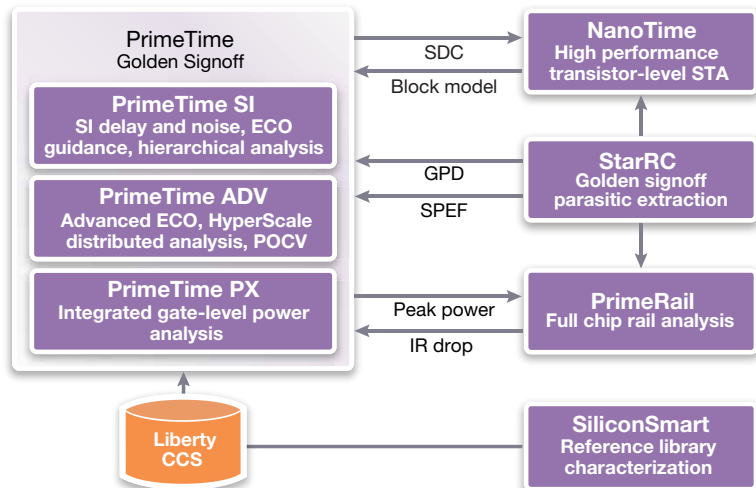 PrimeTime
Golden Signoff
PrimeTime SI
SI delay and noise, ECO
guidance, hierarchical analysis
PrimeTime ADV
Advanced ECO, HyperScale
distributed analysis, POCV
PrimeTime PX
Integrated gate-level power
analysis
SDC
Block model
GPD
SPEF
Peak power
IR drop
NanoTime
High performance
transistor-level STA
StarRC
Golden signoff
parasitic extraction
PrimeRail
Full chip rail analysis
Liberty
CCS
SiliconSmart
Reference library
characterization